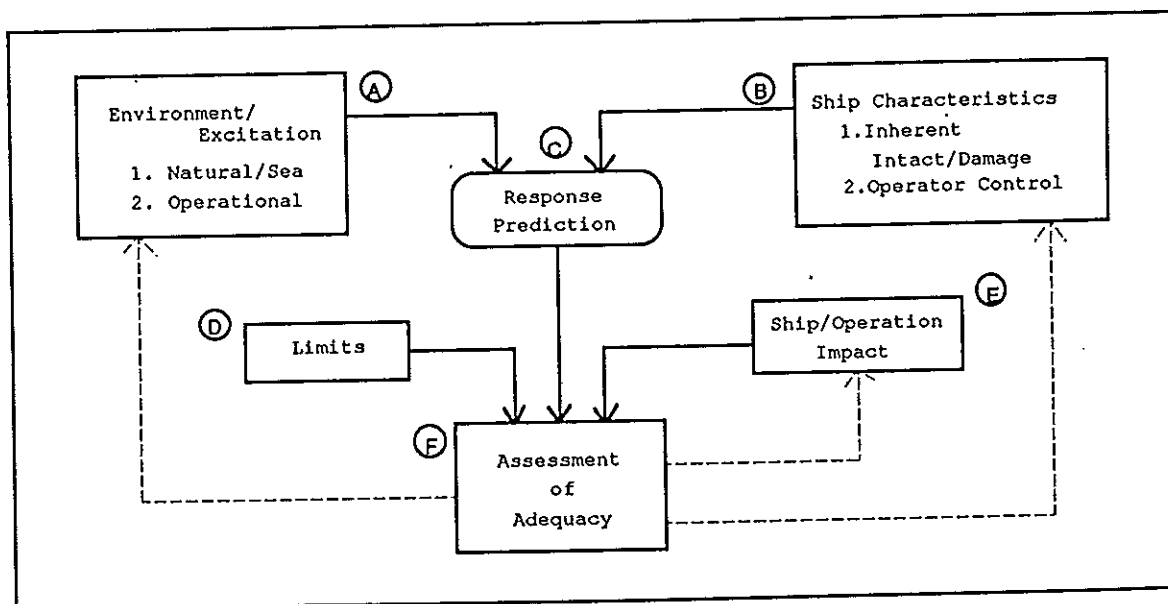 A
Environment/
Excitation
1. Natural/Sea
2. Operational
B
Ship Characteristics
1.Inherent
Intact/Damage
2.Operator Control
C
Response
Prediction
D
Limits
E
Ship/Operation
Impact
F
Assessment
of
Adequacy